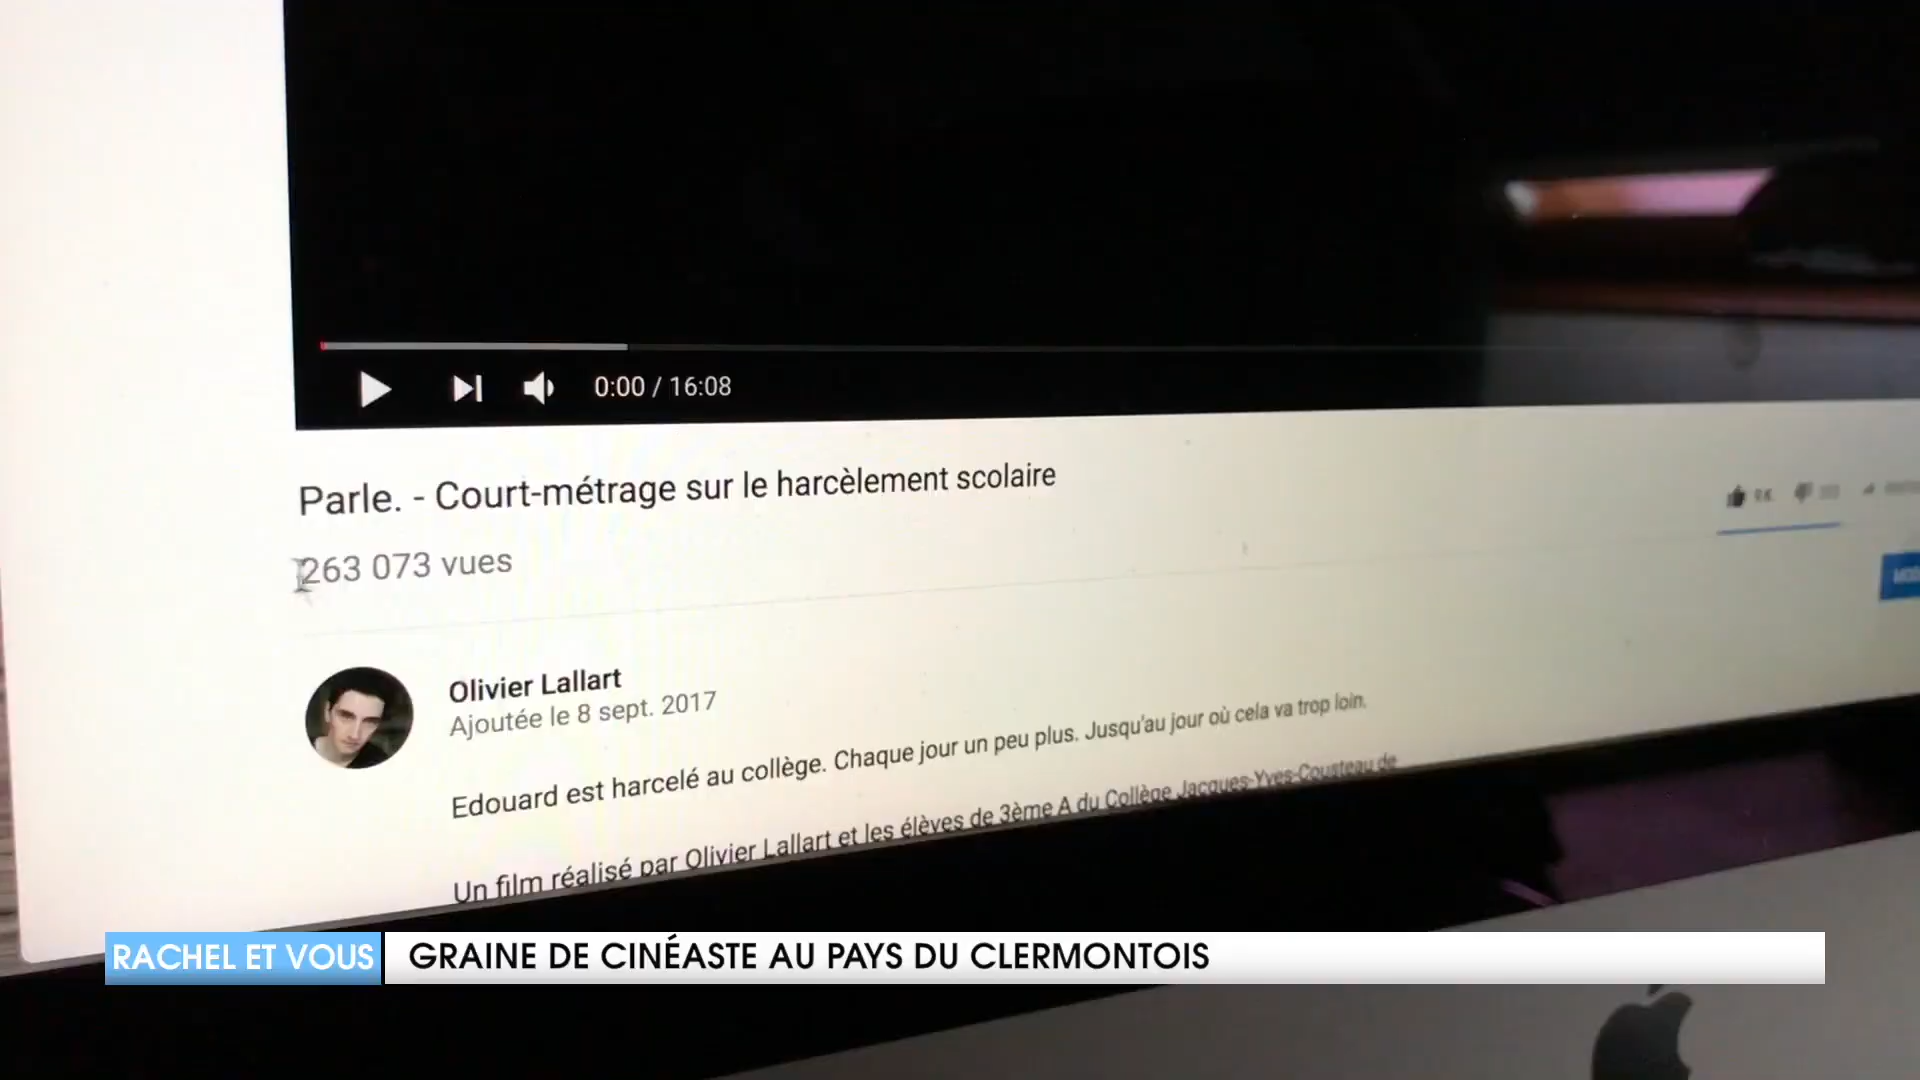 0:00 / 16:08
Parle. - Court-métrage sur le harcèlement scolaire
9K
263 073 vues
Olivier Lallart
Ajoutée le 8 sept. 2017
Edouard est harcelé au collège. Chaque jour un peu plus. Jusqu'au jour où cela va trop loin.
Un film réalisé par Olivier Lallart et les élèves de 3ème A du Collège Jacques-Yves-Cousteau de
RACHEL ET VOUS
GRAINE DE CINÉASTE AU PAYS DU CLERMONTOIS